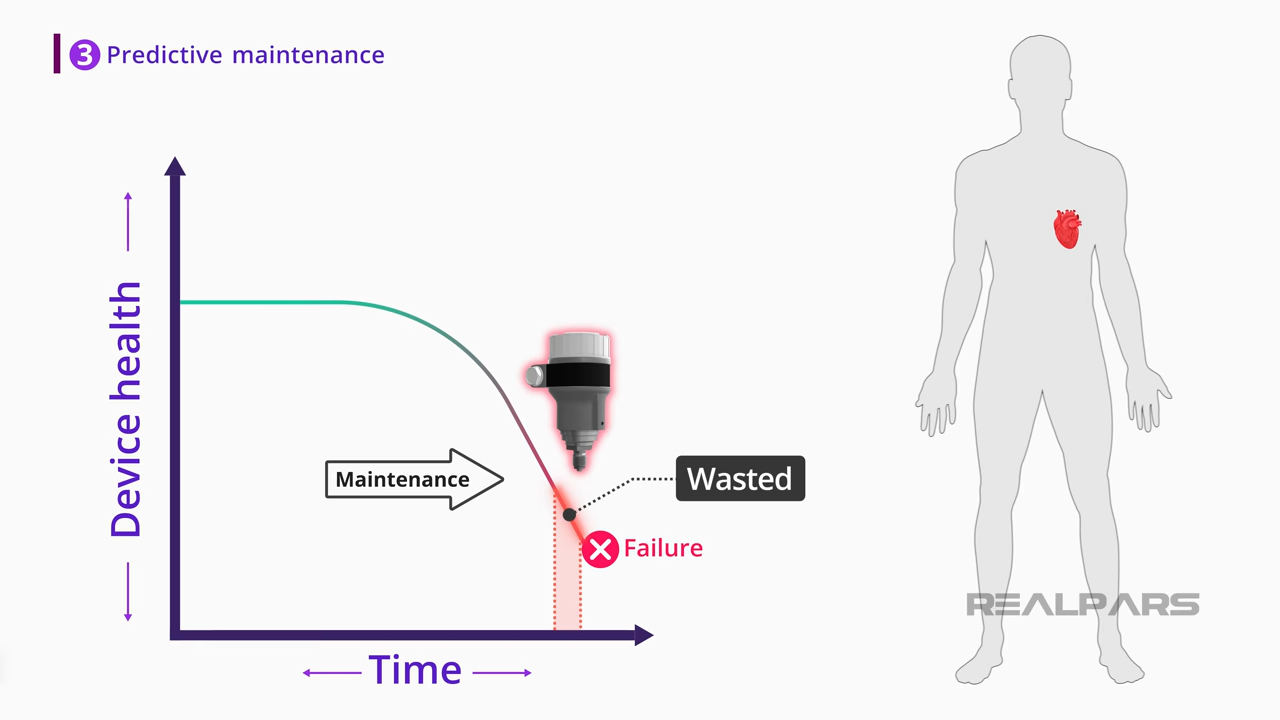 3 Predictive maintenance
Device health
Maintenance
Wasted
Failure
Time
REALPARS